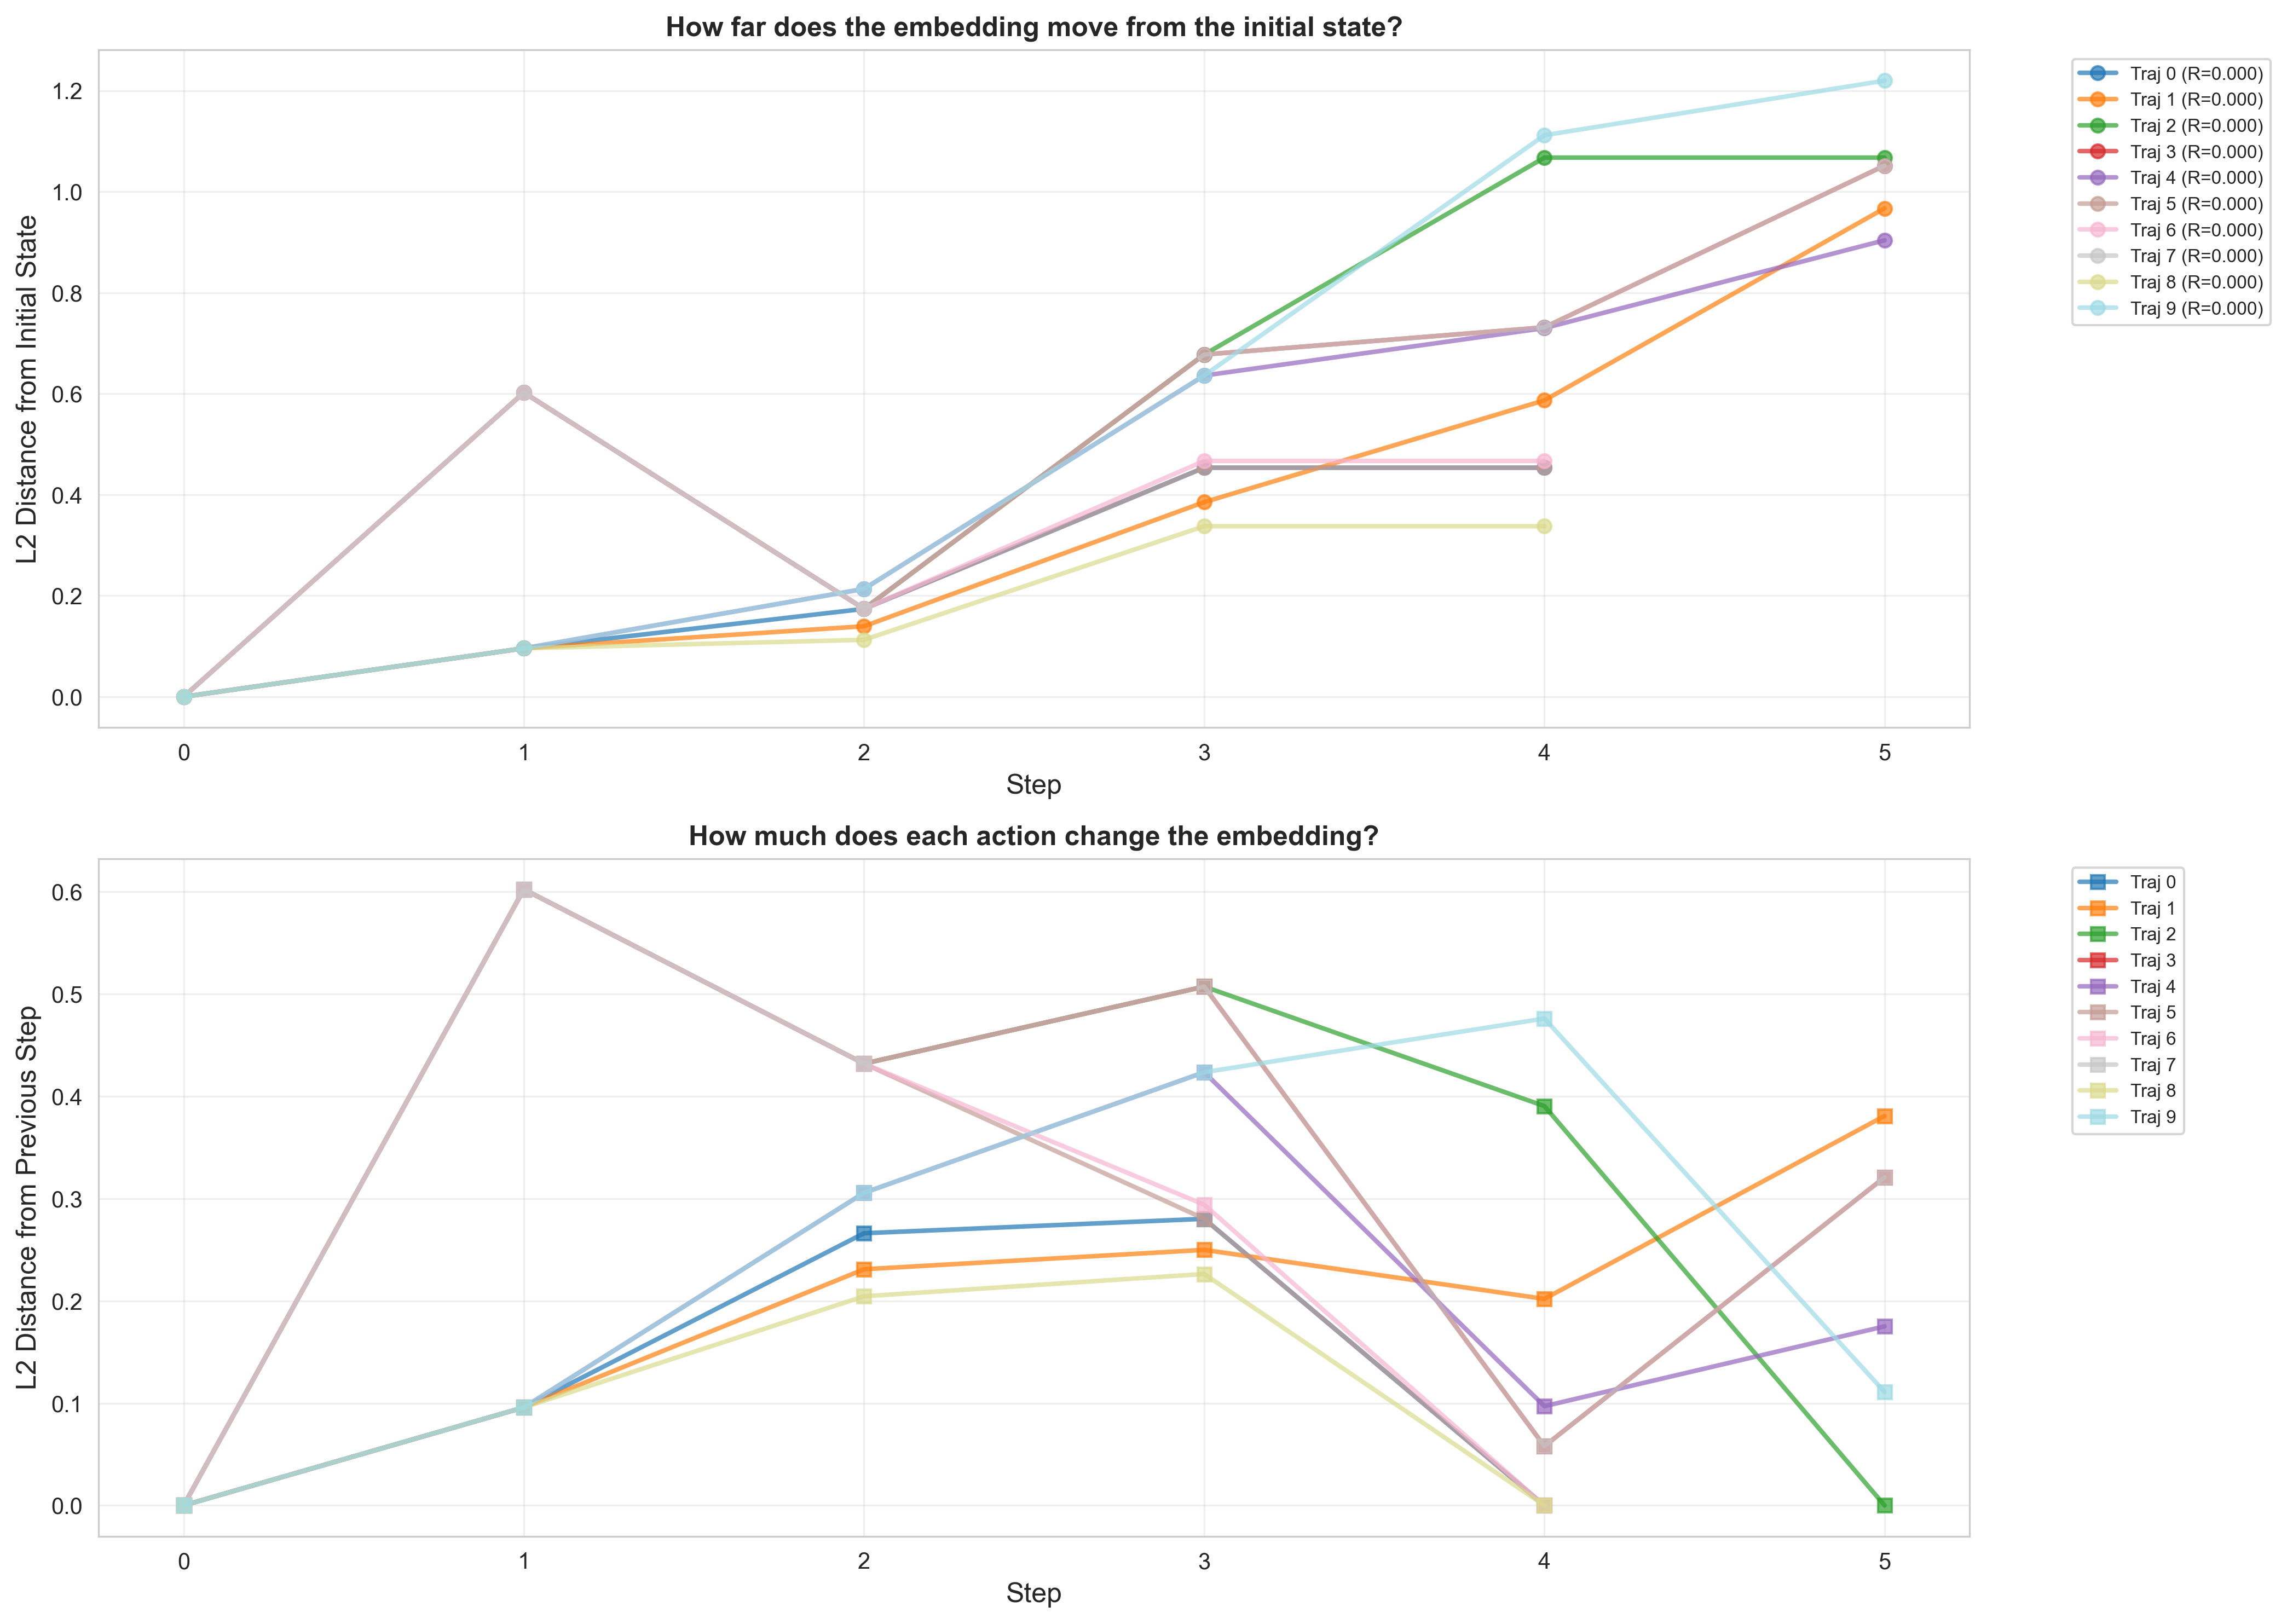 How far does the embedding move from the initial state?
L2 Distance from Initial State
1.2
1.0
0.8
0.6
0.4
0.2
0.0
0 1 2 3 4 5
Step
Traj 0 (R=0.000)
Traj 1 (R=0.000)
Traj 2 (R=0.000)
Traj 3 (R=0.000)
Traj 4 (R=0.000)
Traj 5 (R=0.000)
Traj 6 (R=0.000)
Traj 7 (R=0.000)
Traj 8 (R=0.000)
Traj 9 (R=0.000)
How much does each action change the embedding?
L2 Distance from Previous Step
0.6
0.5
0.4
0.3
0.2
0.1
0.0
0 1 2 3 4 5
Step
Traj 0
Traj 1
Traj 2
Traj 3
Traj 4
Traj 5
Traj 6
Traj 7
Traj 8
Traj 9